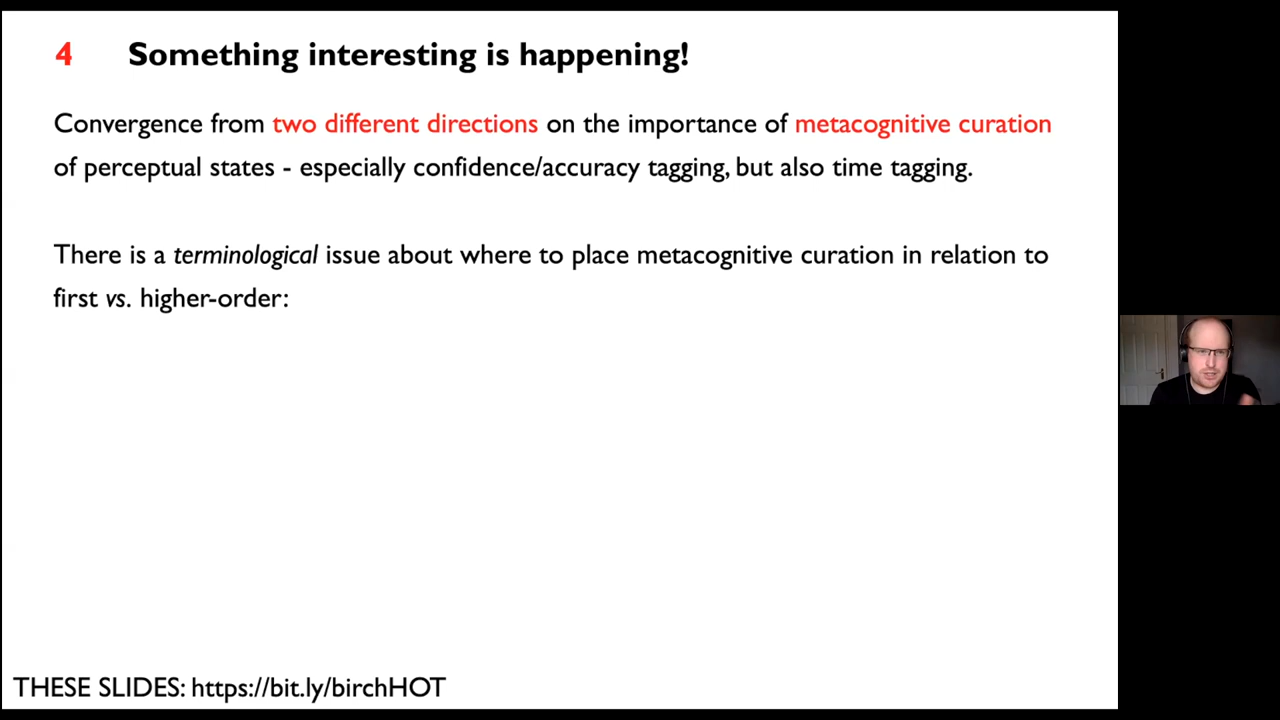 4 Something interesting is happening!
Convergence from two different directions on the importance of metacognitive curation
of perceptual states - especially confidence/accuracy tagging, but also time tagging.
There is a terminological issue about where to place metacognitive curation in relation to
first vs. higher-order:
THESE SLIDES: https://bit.ly/birchHOT